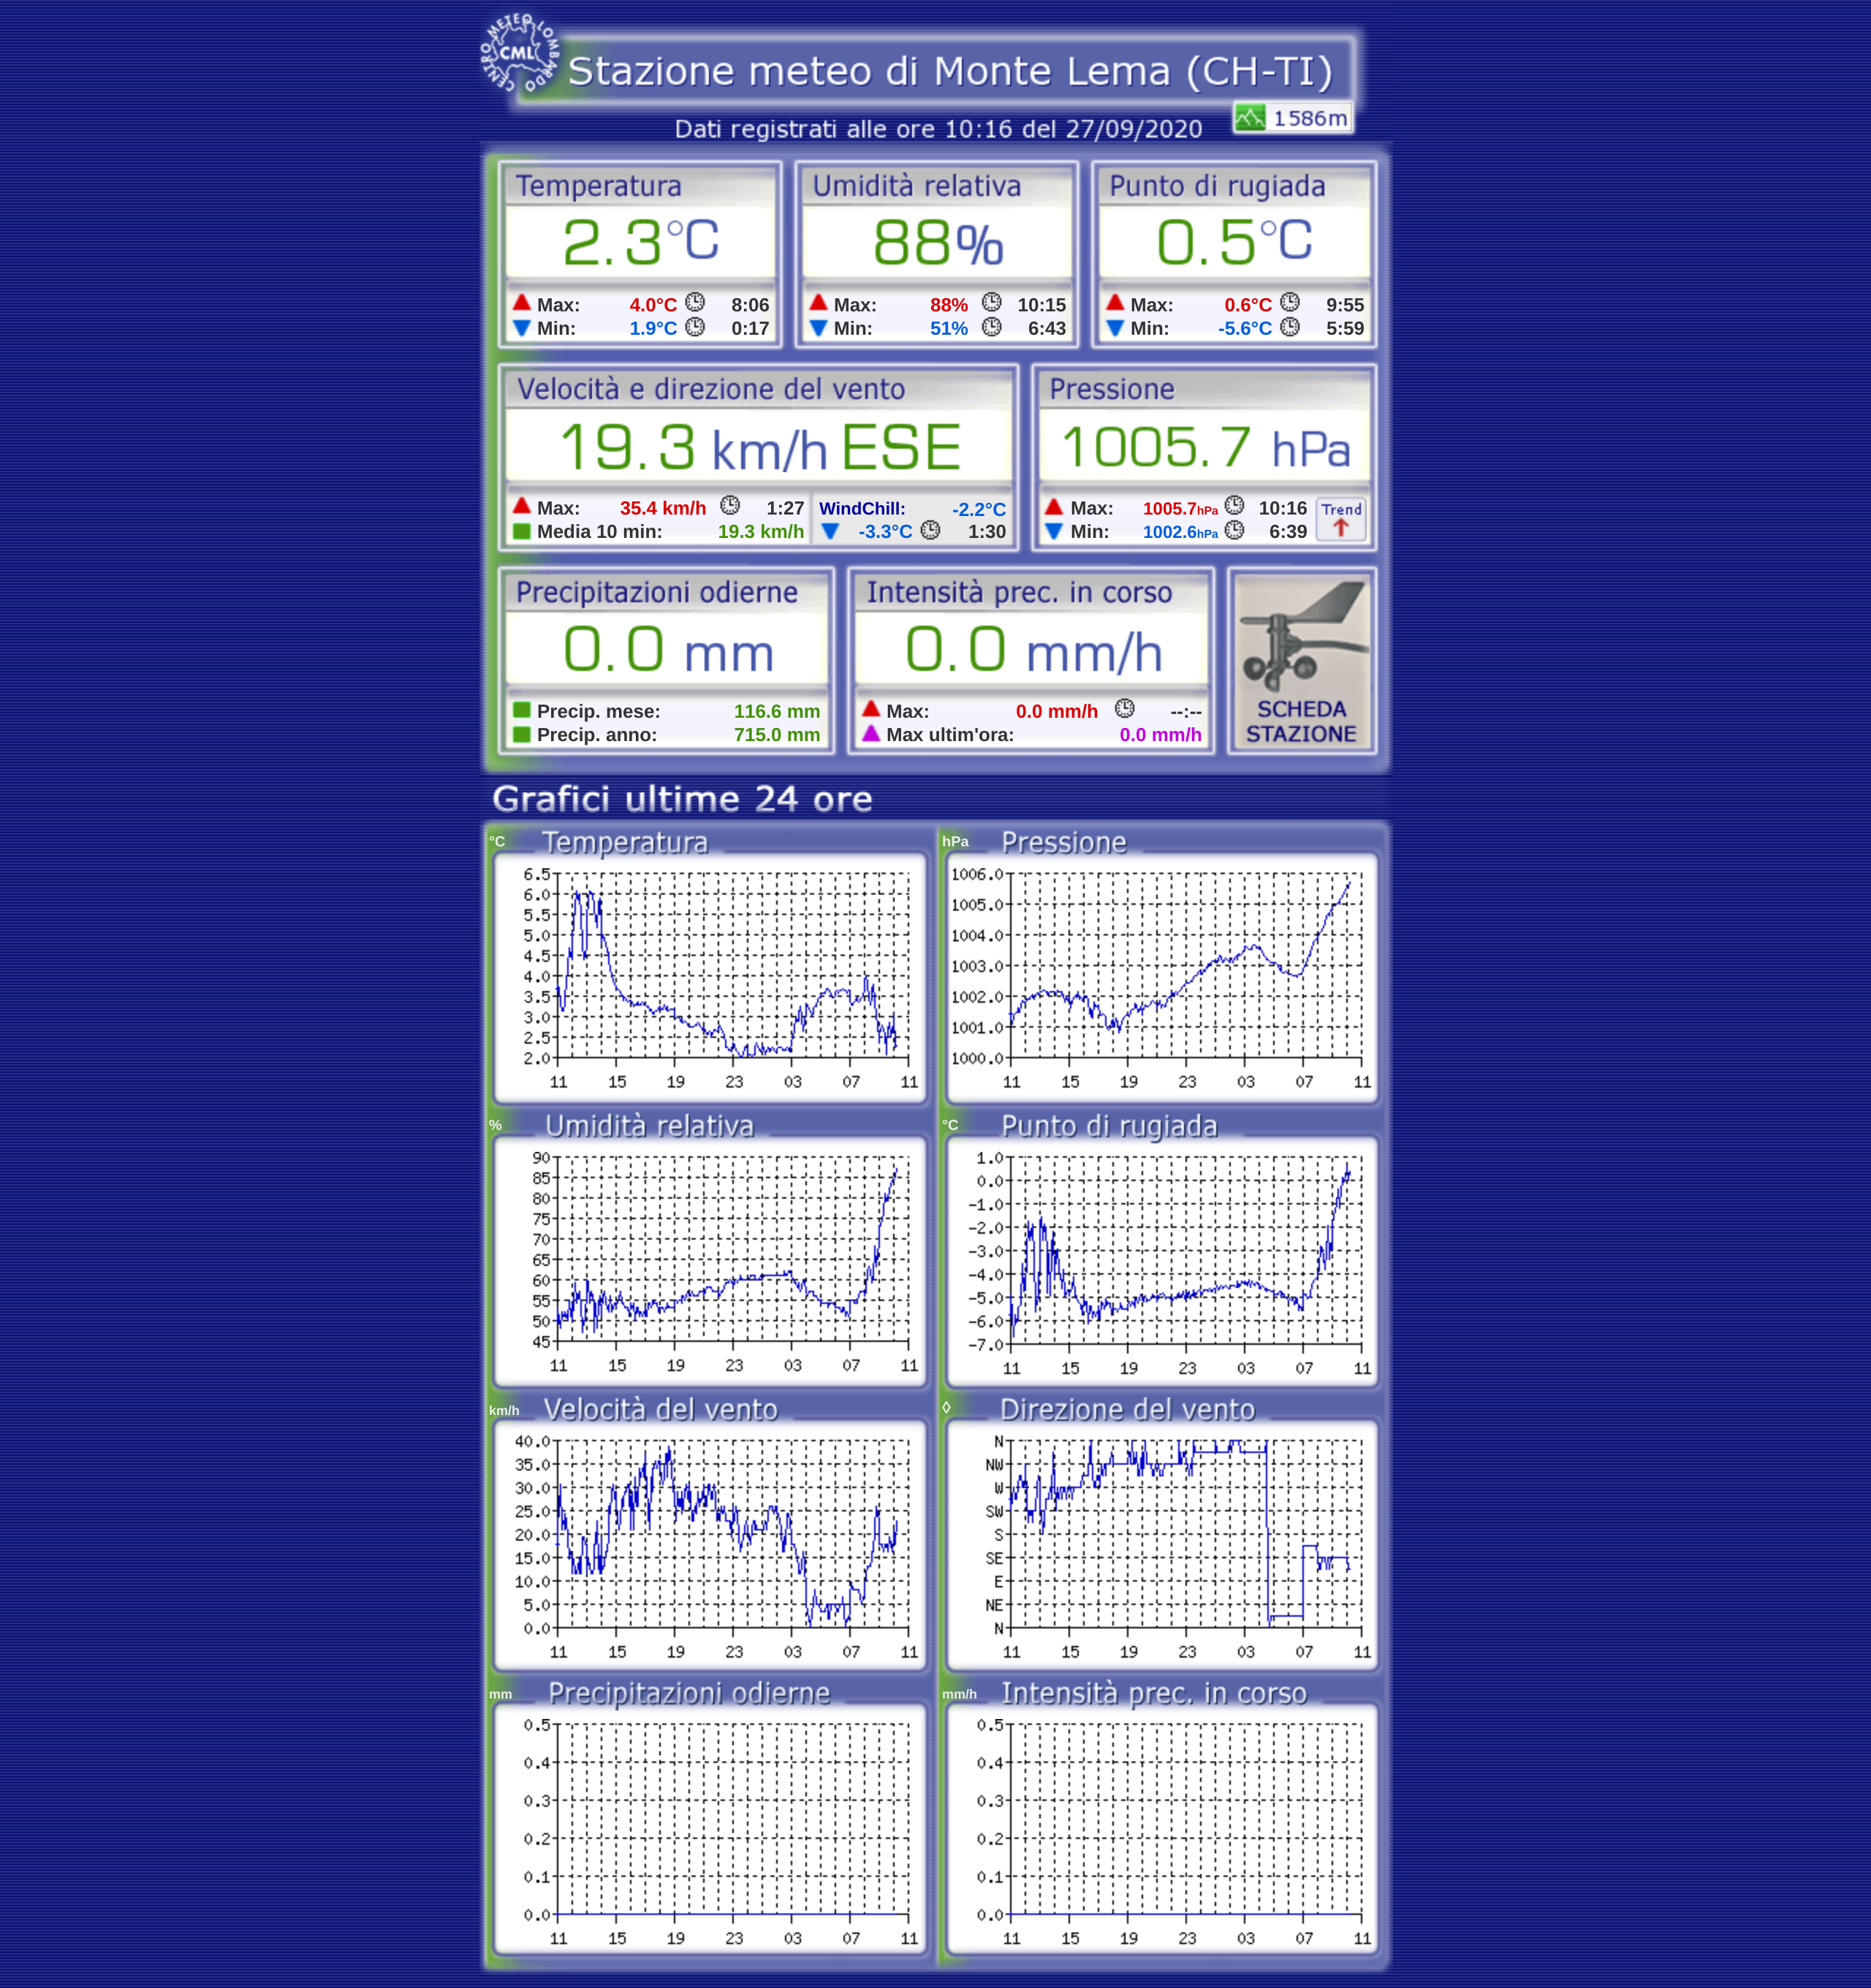 CENTRO METEO LOMBARDO
CML
Stazione meteo di Monte Lema (CH-TI)
1586m
Dati registrati alle ore 10:16 del 27/09/2020
Temperatura Umidità relativa Punto di rugiada
2.3°C 88% 0.5°C
Max: 4.0°C 8:06 Max: 88% 10:15 Max: 0.6°C 9:55
Min: 1.9°C 0:17 Min: 51% 6:43 Min: -5.6°C 5:59
Velocità e direzione del vento Pressione
19.3 km/h ESE 1005.7 hPa
Max: 35.4 km/h 1:27 WindChill: -2.2°C Max: 1005.7hPa 10:16 Trend
Media 10 min: 19.3 km/h -3.3°C 1:30 Min: 1002.6hPa 6:39
Precipitazioni odierne Intensità prec. in corso
0.0 mm 0.0 mm/h
Precip. mese: 116.6 mm Max: 0.0 mm/h --:-- SCHEDA
Precip. anno: 715.0 mm Max ultim'ora: 0.0 mm/h STAZIONE
Grafici ultime 24 ore
°C Temperatura
6.5
6.0
5.5
5.0
4.5
4.0
3.5
3.0
2.5
2.0
11 15 19 23 03 07 11
hPa Pressione
1006.0
1005.0
1004.0
1003.0
1002.0
1001.0
1000.0
11 15 19 23 03 07 11
% Umidità relativa
90
85
80
75
70
65
60
55
50
45
11 15 19 23 03 07 11
°C Punto di rugiada
1.0
0.0
-1.0
-2.0
-3.0
-4.0
-5.0
-6.0
-7.0
11 15 19 23 03 07 11
km/h Velocità del vento
40.0
35.0
30.0
25.0
20.0
15.0
10.0
5.0
0.0
11 15 19 23 03 07 11
◊ Direzione del vento
N
NW
W
SW
S
SE
E
NE
N
11 15 19 23 03 07 11
mm Precipitazioni odierne
0.5
0.4
0.3
0.2
0.1
0.0
11 15 19 23 03 07 11
mm/h Intensità prec. in corso
0.5
0.4
0.3
0.2
0.1
0.0
11 15 19 23 03 07 11